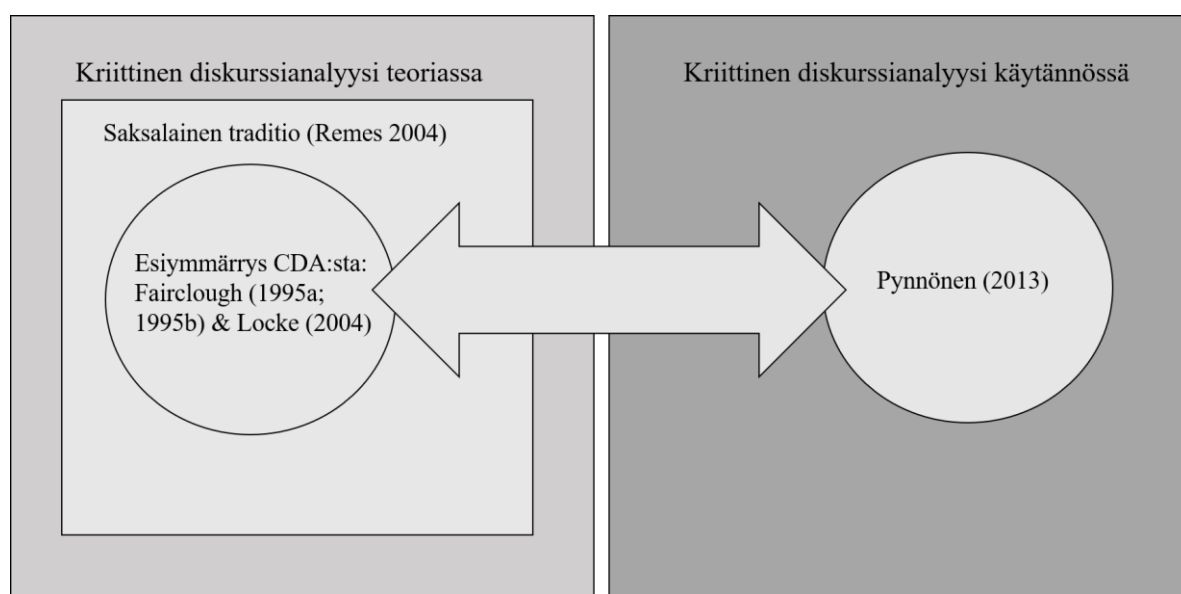 Kriittinen diskurssianalyysi teoriassa
Saksalainen traditio (Remes 2004)
Esiymmärrys CDA:sta:
Fairclough (1995a;
1995b) & Locke (2004)
Kriittinen diskurssianalyysi käytännössä
Pynnönen (2013)